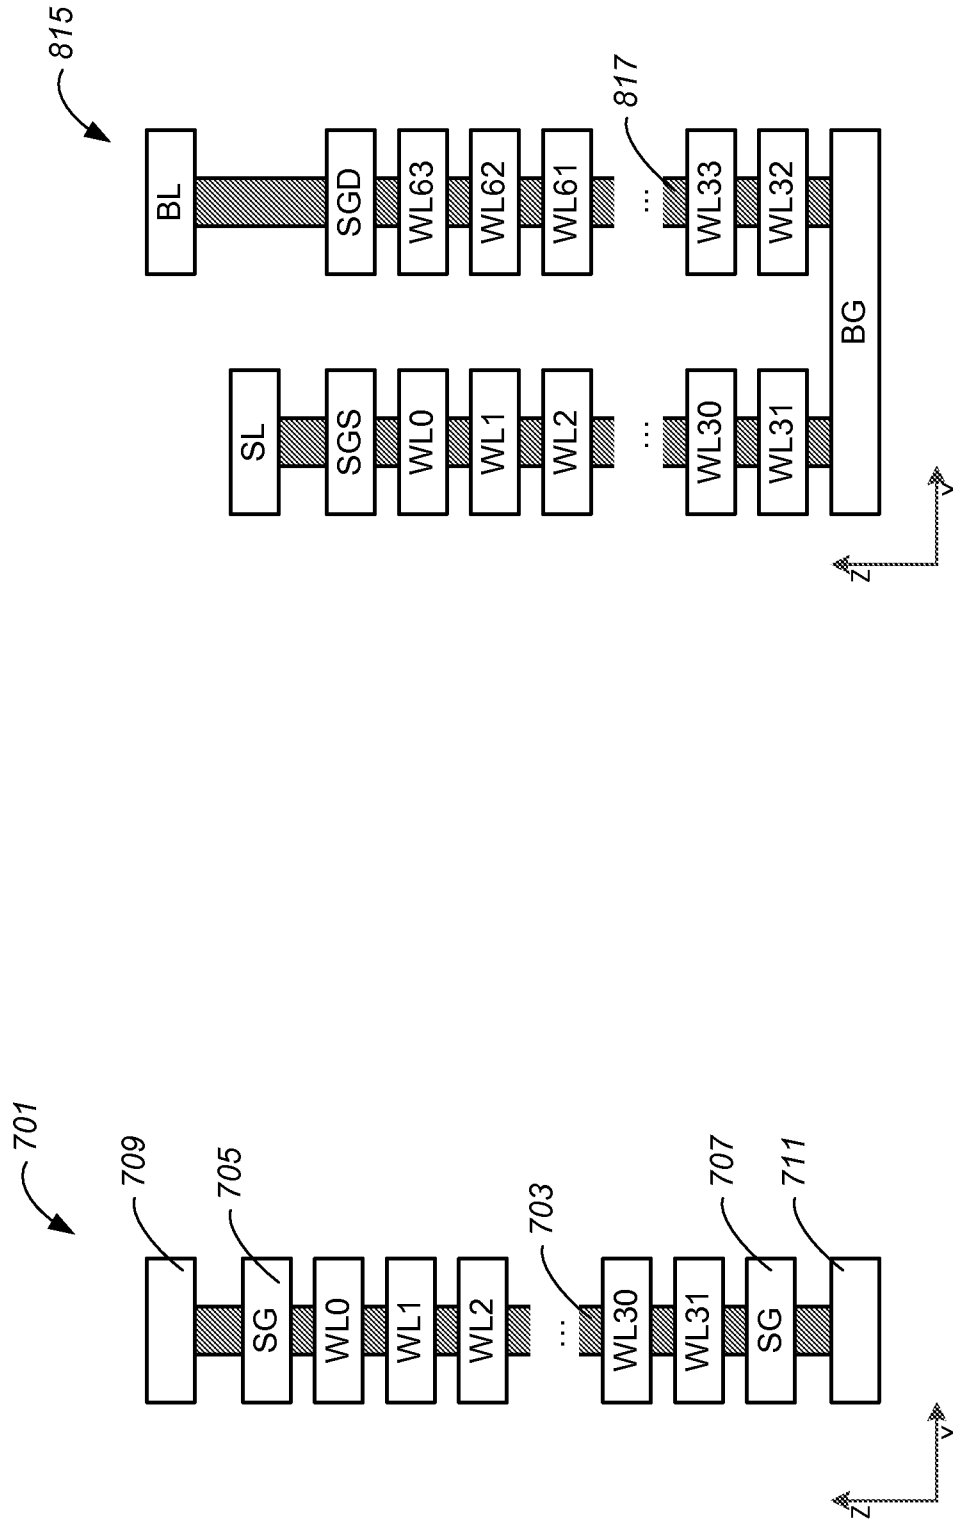 701
709
705
SG
WL0
WL1
WL2
...
703
WL30
WL31
707
SG
711
Z
Y
815
BL
SL
SGS
SGD
WL0
WL63
WL1
WL62
WL2
WL61
...
...
817
WL30
WL33
WL31
WL32
BG
Z
Y